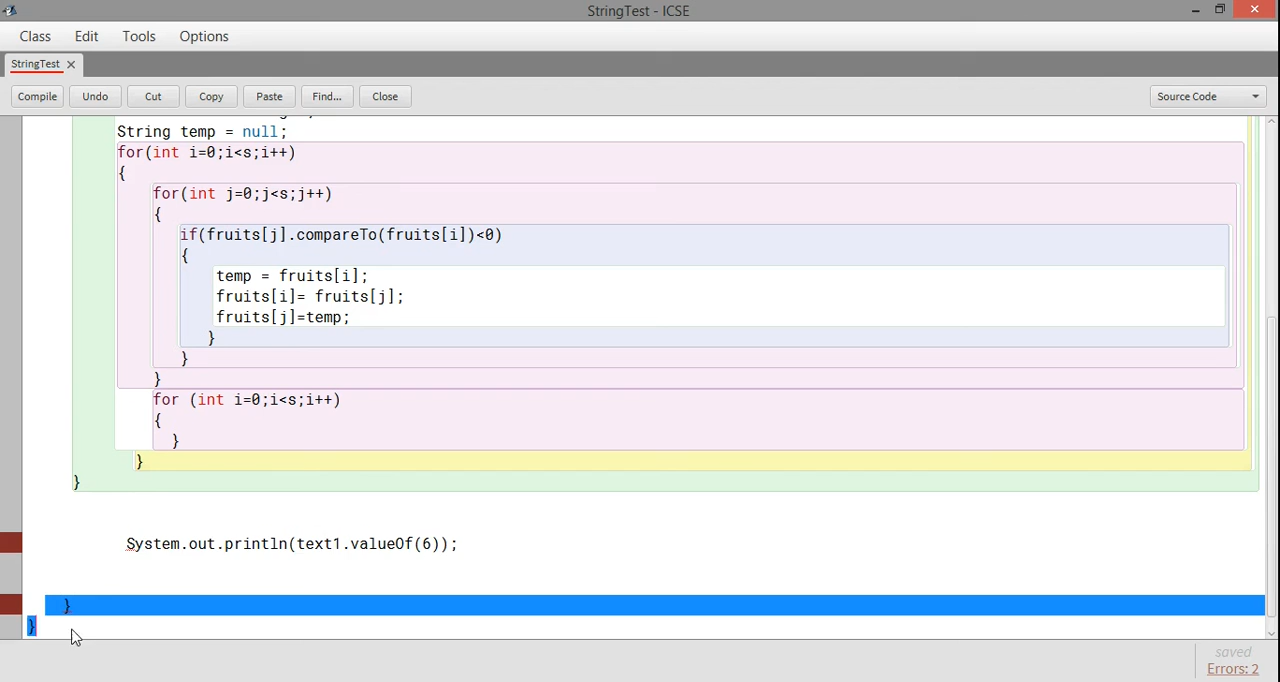 StringTest - ICSE
Class Edit Tools Options
StringTest
Compile Undo Cut Copy Paste Find... Close Source Code
String temp = null;
for(int i=0;i<s;i++)
{
for(int j=0;j<s;j++)
{
if(fruits[j].compareTo(fruits[i])<0)
{
temp = fruits[i];
fruits[i]= fruits[j];
fruits[j]=temp;
}
}
}
for (int i=0;i<s;i++)
{
}
}
}
System.out.println(text1.valueOf(6));
}
}
saved
Errors: 2